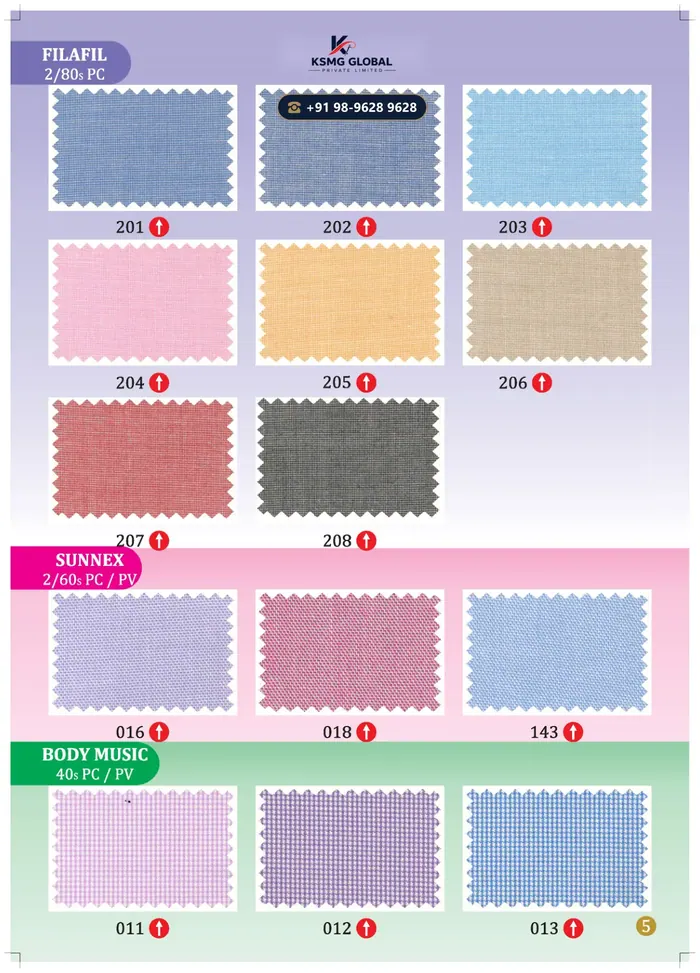 KSMG GLOBAL
PRIVATE LIMITED
FILAFIL
2/80s PC
+91 98-9628 9628
201
202
203
204
205
206
207
208
SUNNEX
2/60s PC / PV
016
018
143
BODY MUSIC
40s PC / PV
011
012
013
5